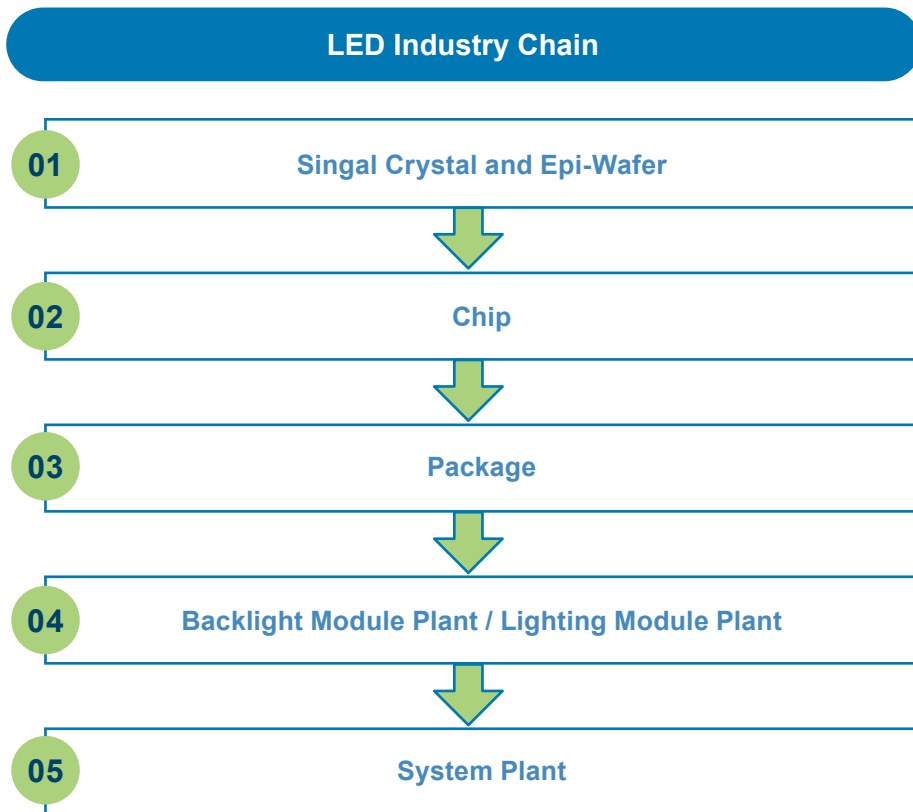 LED Industry Chain
01
Singal Crystal and Epi-Wafer
02
Chip
03
Package
04
Backlight Module Plant / Lighting Module Plant
05
System Plant